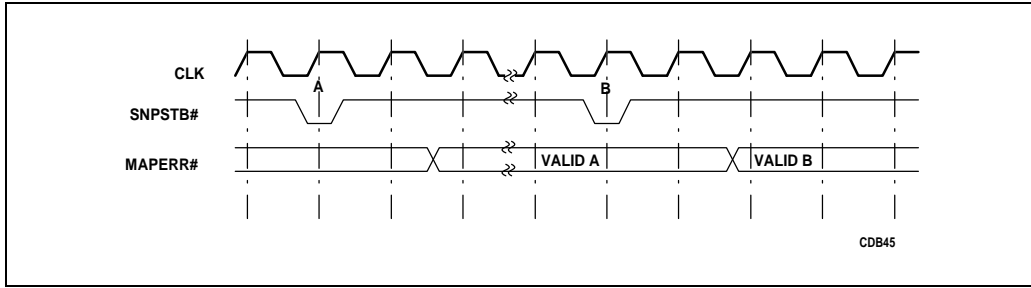 CLK
A
B
SNPSTB#
MAPERR#
VALID A
VALID B
CDB45